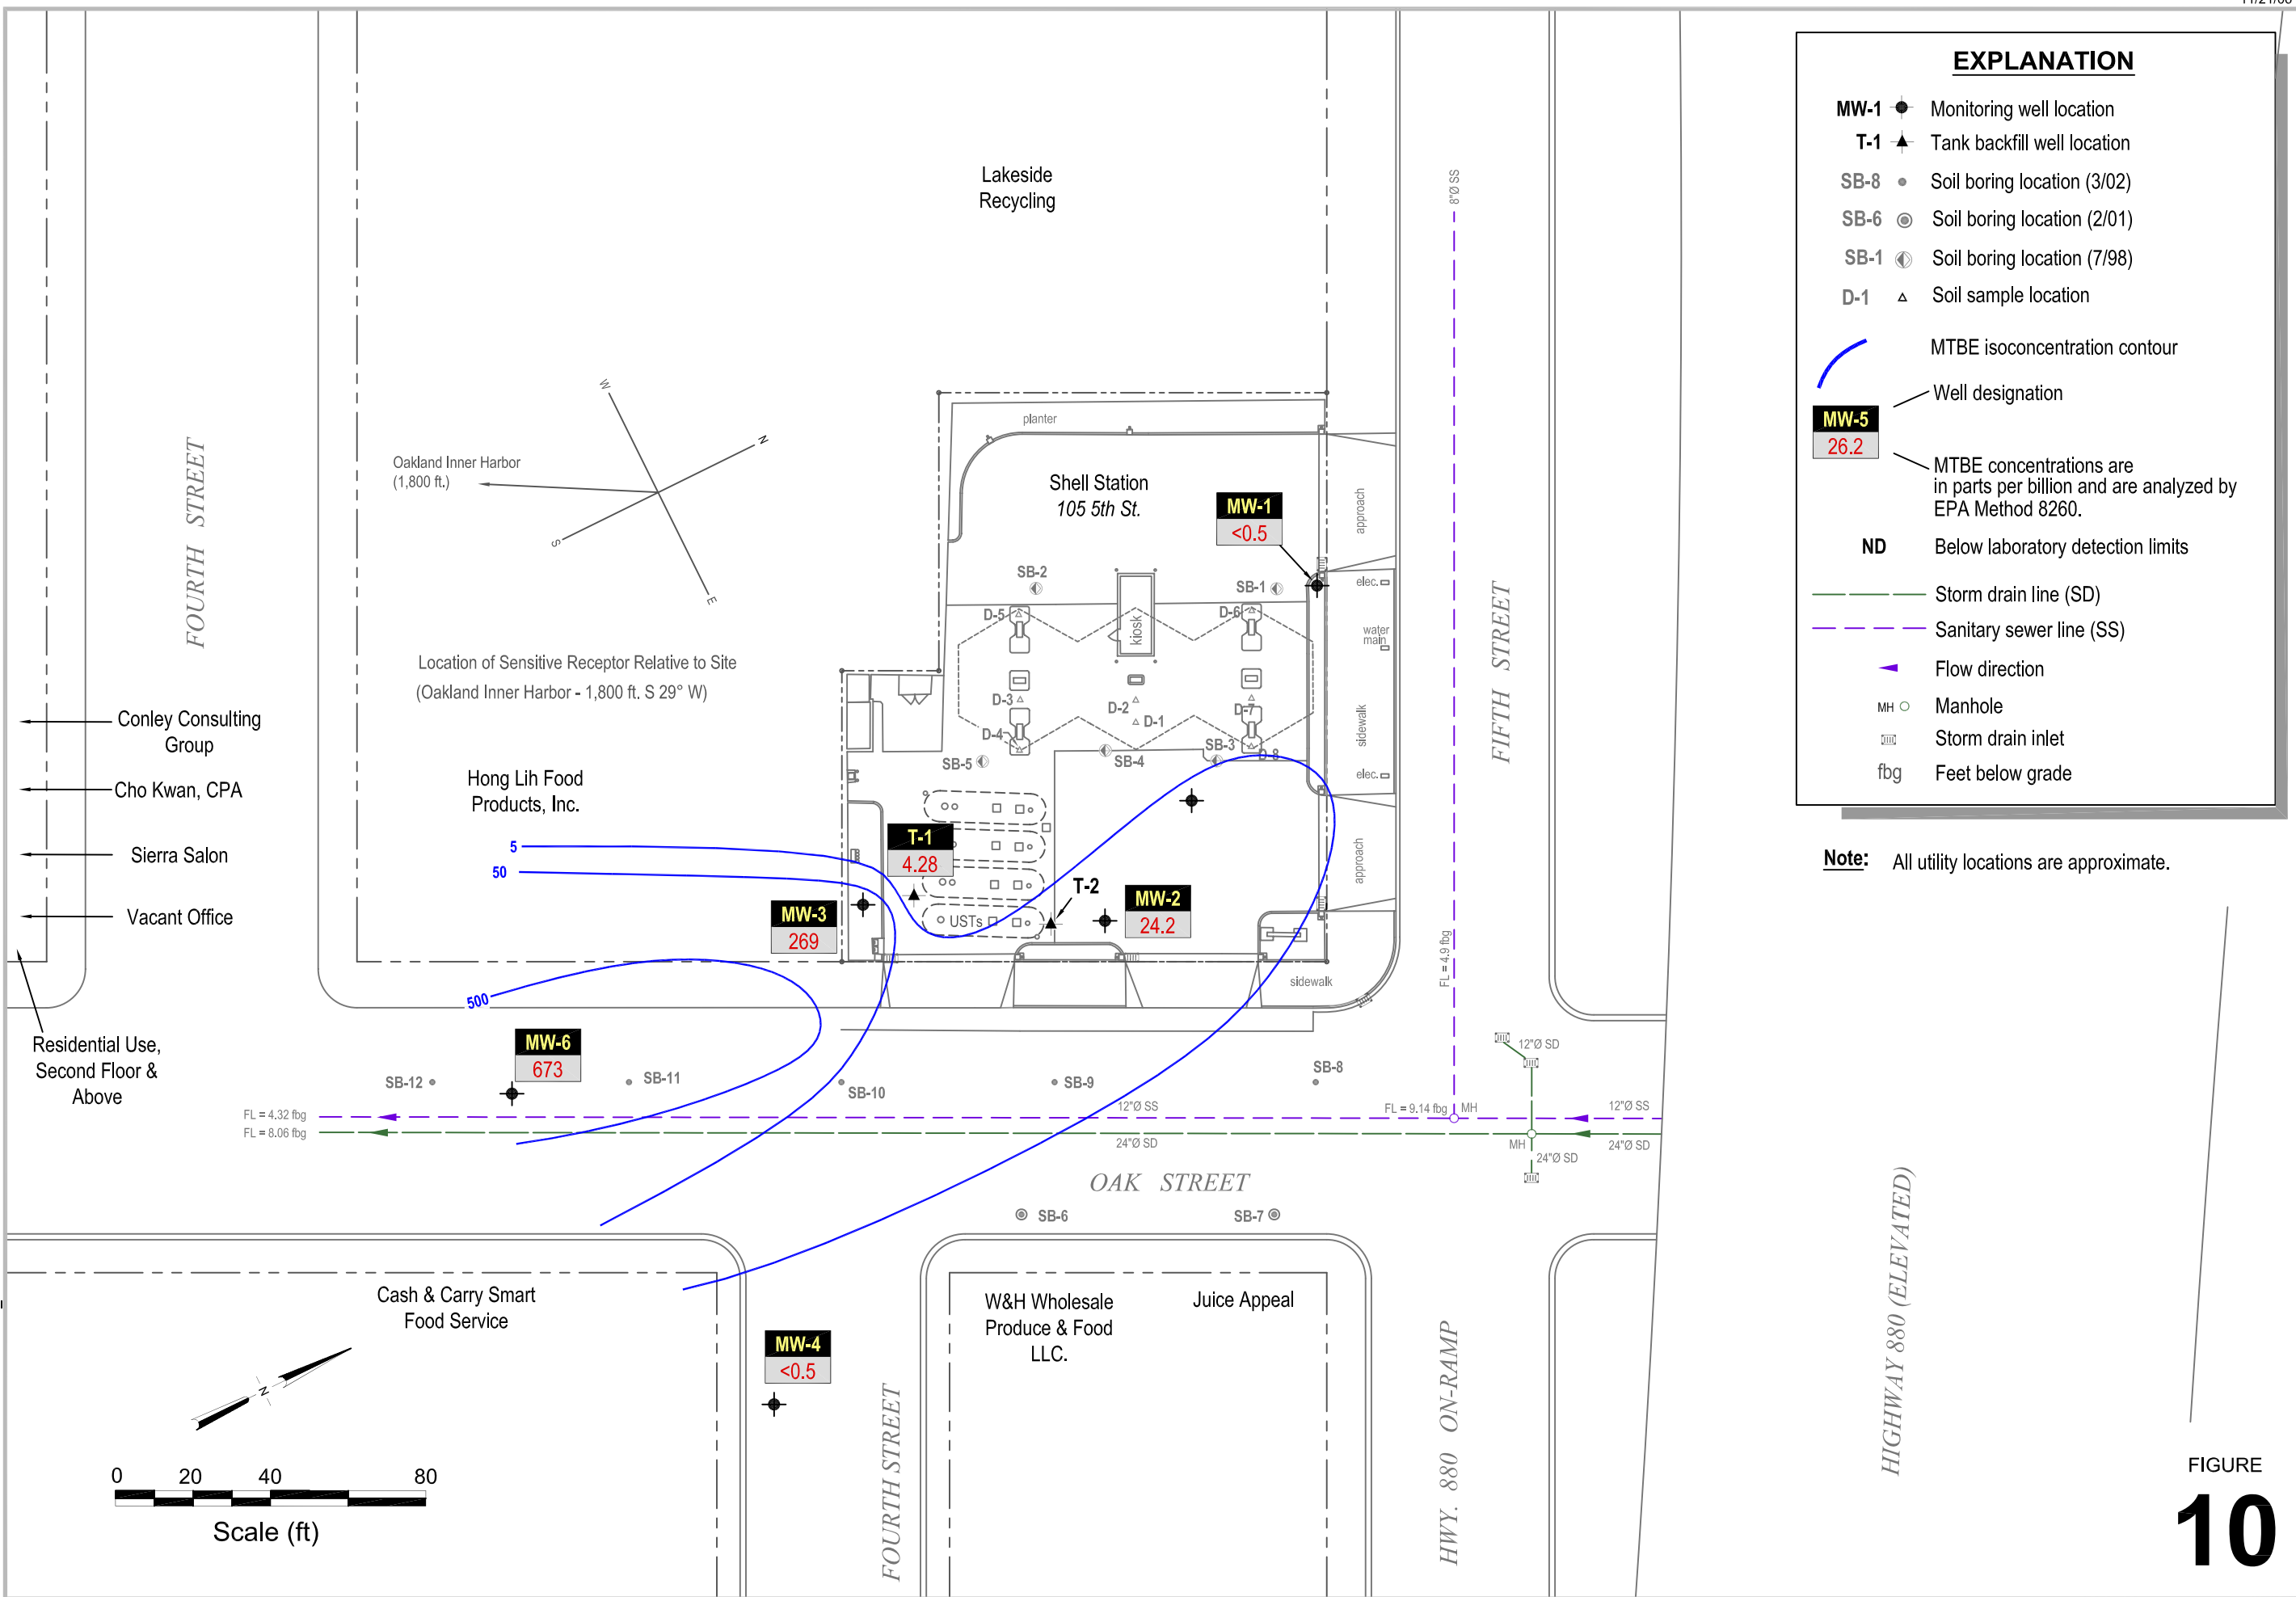 EXPLANATION
MW-1 Monitoring well location
T-1 Tank backfill well location
SB-8 Soil boring location (3/02)
SB-6 Soil boring location (2/01)
SB-1 Soil boring location (7/98)
D-1 Soil sample location
MTBE isoconcentration contour
Well designation
MW-5
26.2
MTBE concentrations are
in parts per billion and are analyzed by
EPA Method 8260.
ND Below laboratory detection limits
Storm drain line (SD)
Sanitary sewer line (SS)
Flow direction
MH Manhole
Storm drain inlet
fbg Feet below grade
Note: All utility locations are approximate.
Lakeside
Recycling
8"Ø SS
FOURTH STREET
Oakland Inner Harbor
(1,800 ft.)
W
N
S
E
Location of Sensitive Receptor Relative to Site
(Oakland Inner Harbor - 1,800 ft. S 29° W)
planter
Shell Station
105 5th St.
MW-1
<0.5
approach
elec.
water
main
sidewalk
elec.
approach
FIFTH STREET
SB-2
SB-1
D-5
kiosk
D-6
D-3
D-2
D-1
D-7
D-4
SB-5
SB-4
SB-3
D-8
Conley Consulting
Group
Cho Kwan, CPA
Sierra Salon
Vacant Office
Residential Use,
Second Floor &
Above
Hong Lih Food
Products, Inc.
5
50
500
T-1
4.28
T-2
MW-2
24.2
MW-3
269
USTs
sidewalk
FL = 4.9 fbg
MW-6
673
SB-12
SB-11
SB-10
SB-9
SB-8
12"Ø SD
FL = 4.32 fbg
12"Ø SS
FL = 9.14 fbg
MH
12"Ø SS
FL = 8.06 fbg
24"Ø SD
MH
24"Ø SD
24"Ø SD
OAK STREET
SB-6
SB-7
Cash & Carry Smart
Food Service
W&H Wholesale
Produce & Food
LLC.
Juice Appeal
MW-4
<0.5
FOURTH STREET
HWY. 880 ON-RAMP
HIGHWAY 880 (ELEVATED)
N
0 20 40 80
Scale (ft)
FIGURE
10